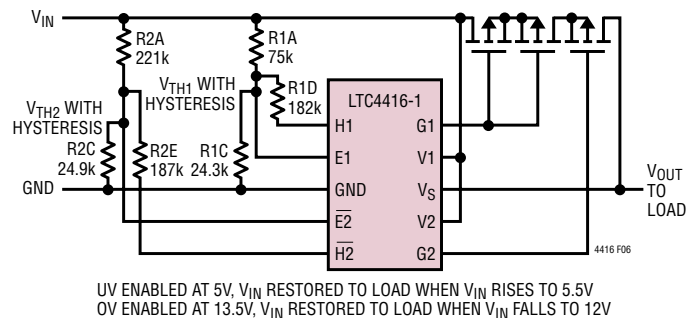 VIN
R2A
221k
R1A
75k
VTH1 WITH
HYSTERESIS
R1D
182k
LTC4416-1
VTH2 WITH
HYSTERESIS
H1
G1
R2C
24.9k
R2E
187k
R1C
24.3k
E1
V1
GND
GND
VS
VOUT
TO
LOAD
E2
V2
H2
G2
4416 F06
UV ENABLED AT 5V, VIN RESTORED TO LOAD WHEN VIN RISES TO 5.5V
OV ENABLED AT 13.5V, VIN RESTORED TO LOAD WHEN VIN FALLS TO 12V